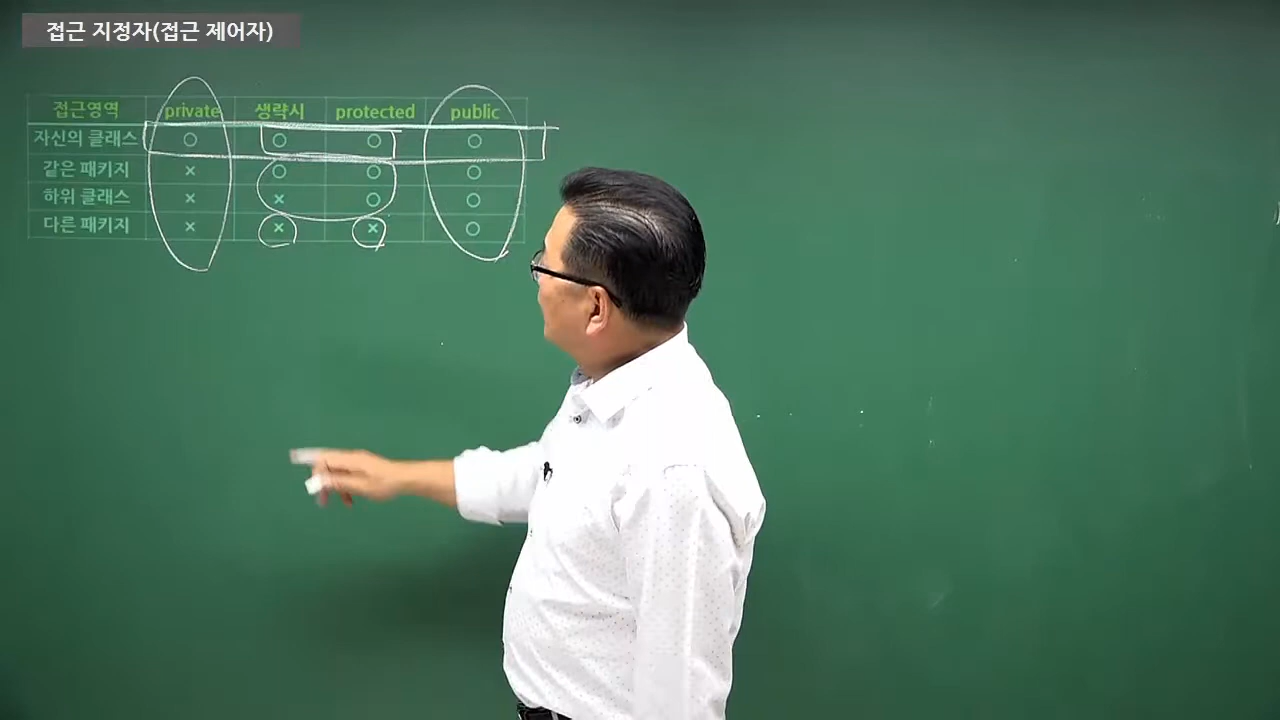 접근 지정자(접근 제어자)
접근영역 private 생략시 protected public
자신의 클래스 ○ ○ ○ ○
같은 패키지 × ○ ○ ○
하위 클래스 × × ○ ○
다른 패키지 × × × ○